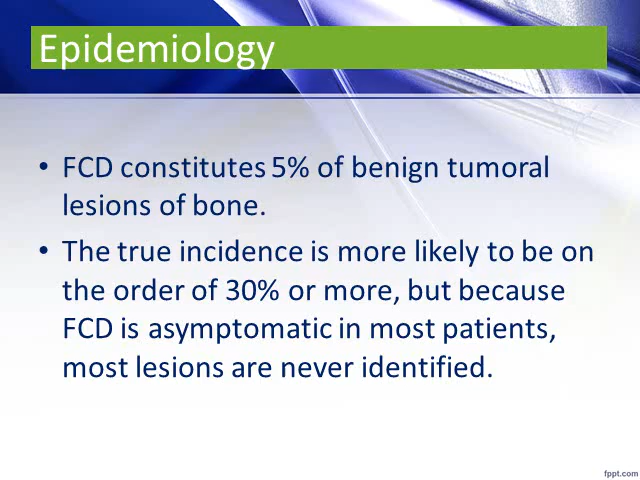 Epidemiology
• FCD constitutes 5% of benign tumoral
lesions of bone.
• The true incidence is more likely to be on
the order of 30% or more, but because
FCD is asymptomatic in most patients,
most lesions are never identified.
fppt.com